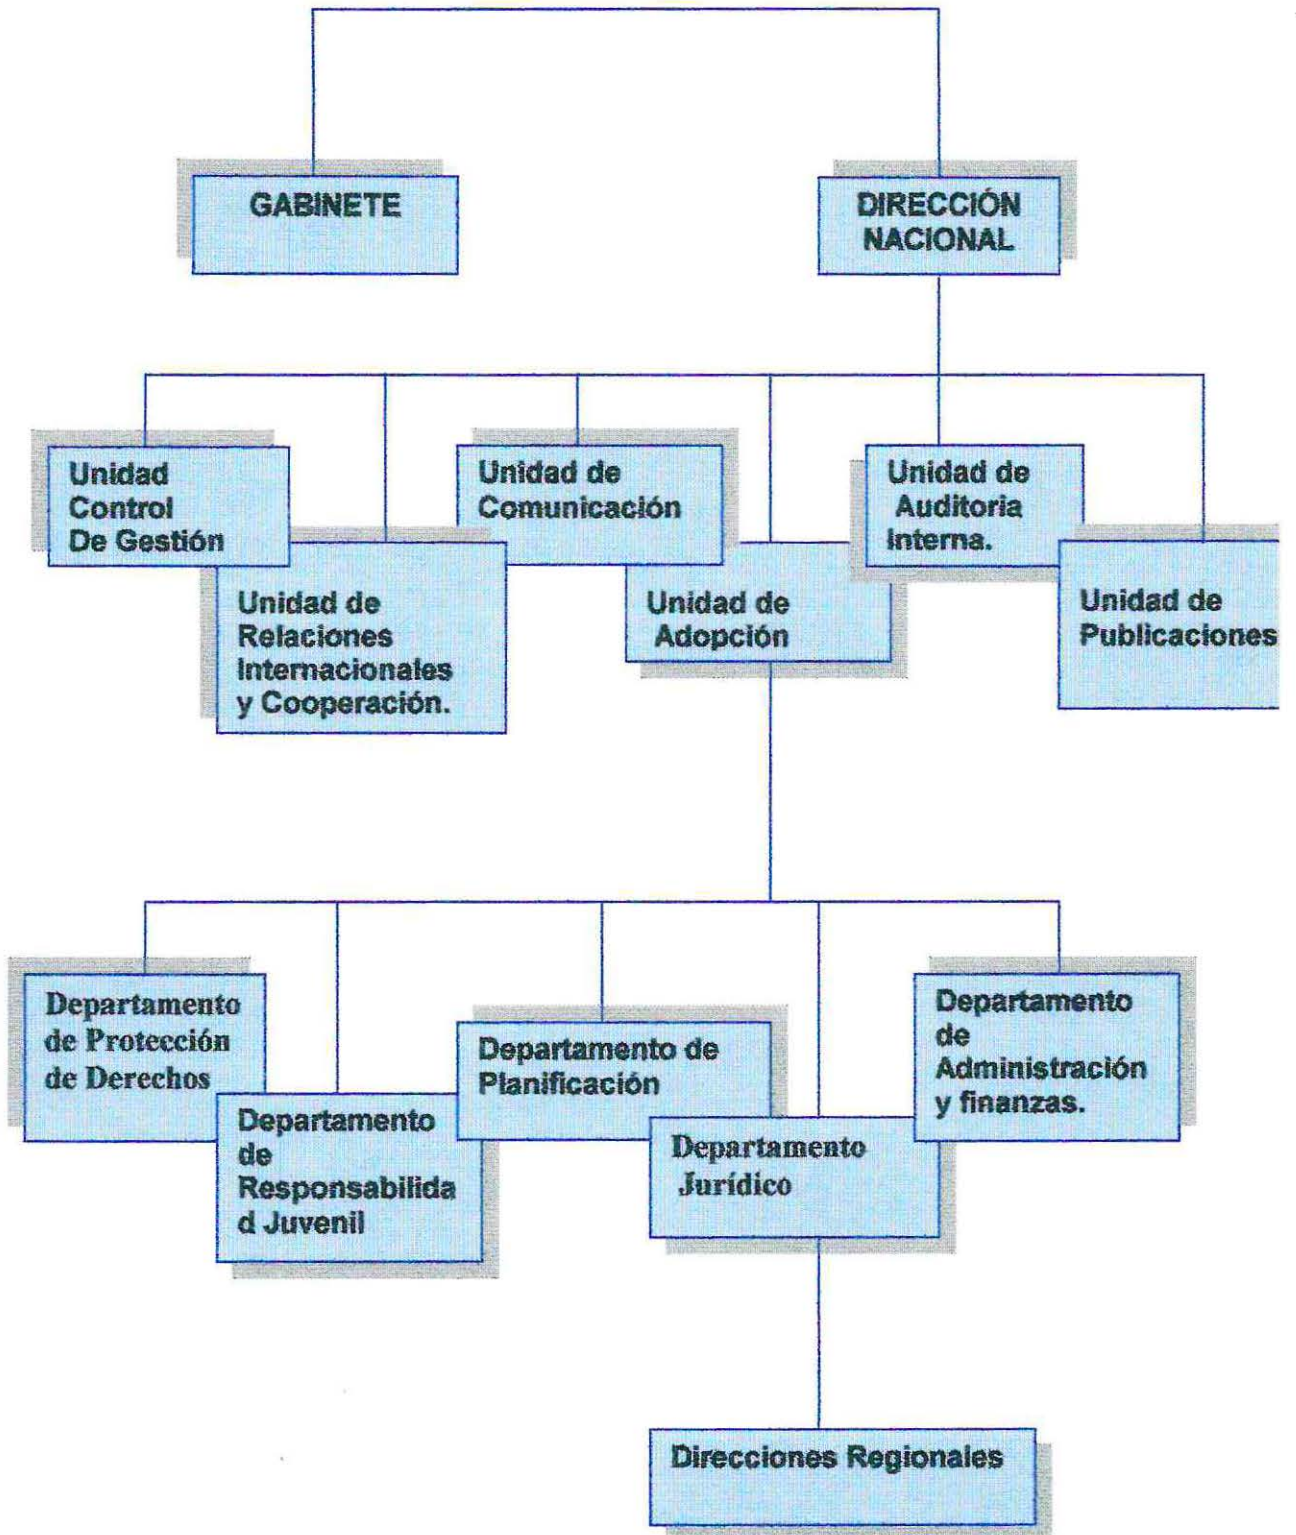 GABINETE
DIRECCIÓN
NACIONAL
Unidad
Control
De Gestión
Unidad de
Relaciones
Internacionales
y Cooperación.
Unidad de
Comunicación
Unidad de
Adopción
Unidad de
Auditoria
Interna.
Unidad de
Publicaciones
Departamento
de Protección
de Derechos
Departamento
de
Responsabilida
d Juvenil
Departamento de
Planificación
Departamento
Jurídico
Departamento
de
Administración
y finanzas.
Direcciones Regionales